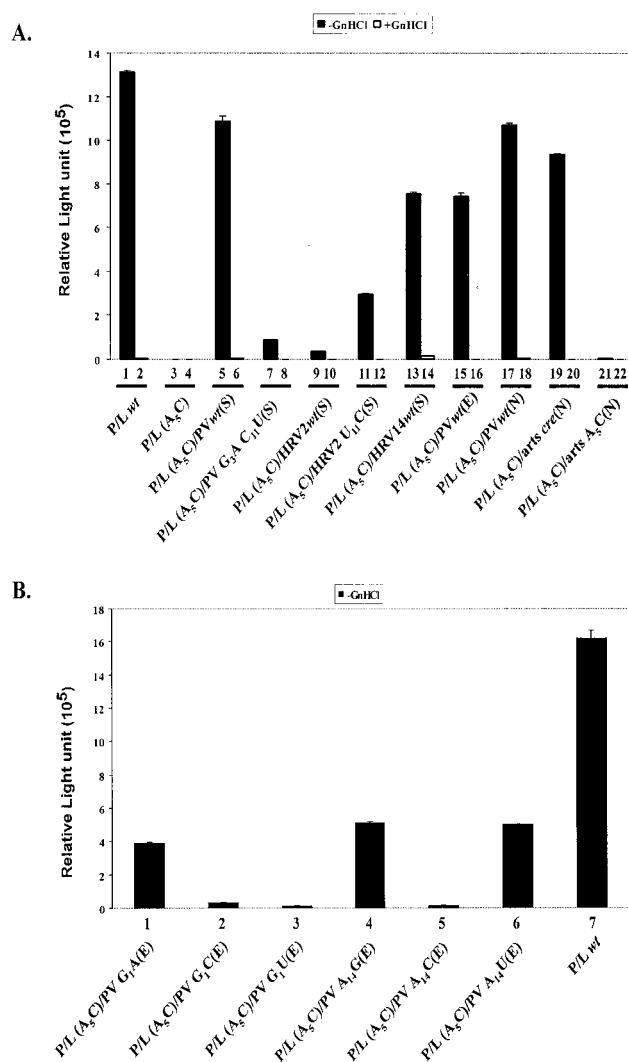 A.
-GnHCl +GnHCl
Relative Light unit (10⁵)
14
12
10
8
6
4
2
0
1 2 3 4 5 6 7 8 9 10 11 12 13 14 15 16 17 18 19 20 21 22
P/L wt
P/L (A₅C)
P/L (A₅C)/PVwt(S)
P/L (A₅C)/PV G₃A C₁₁U(S)
P/L (A₅C)/HRV2wt(S)
P/L (A₅C)/HRV2 U₁₁C(S)
P/L (A₅C)/HRV14wt(S)
P/L (A₅C)/PVwt(E)
P/L (A₅C)/PVwt(N)
P/L (A₅C)/arts cre(N)
P/L (A₅C)/arts A₅C(N)
B.
-GnHCl
Relative Light unit (10⁵)
18
16
14
12
10
8
6
4
2
0
1 2 3 4 5 6 7
P/L (A₅C)/PV G₁A(E)
P/L (A₅C)/PV G₁C(E)
P/L (A₅C)/PV G₁U(E)
P/L (A₅C)/PV A₁₄G(E)
P/L (A₅C)/PV A₁₄C(E)
P/L (A₅C)/PV A₁₄U(E)
P/L wt